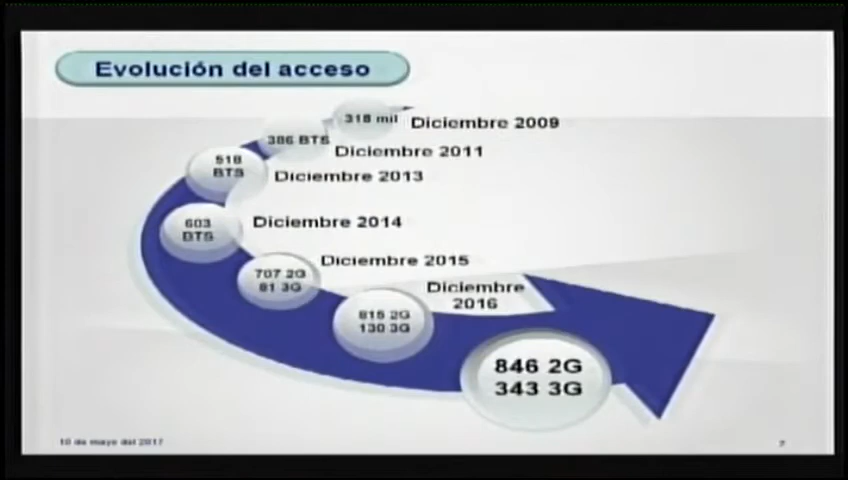 Evolución del acceso
318 mil
Diciembre 2009
386 BTS
Diciembre 2011
518
BTS
Diciembre 2013
603
BTS
Diciembre 2014
707 2G
81 3G
Diciembre 2015
815 2G
130 3G
Diciembre
2016
846 2G
343 3G
10 de mayo del 2017
7